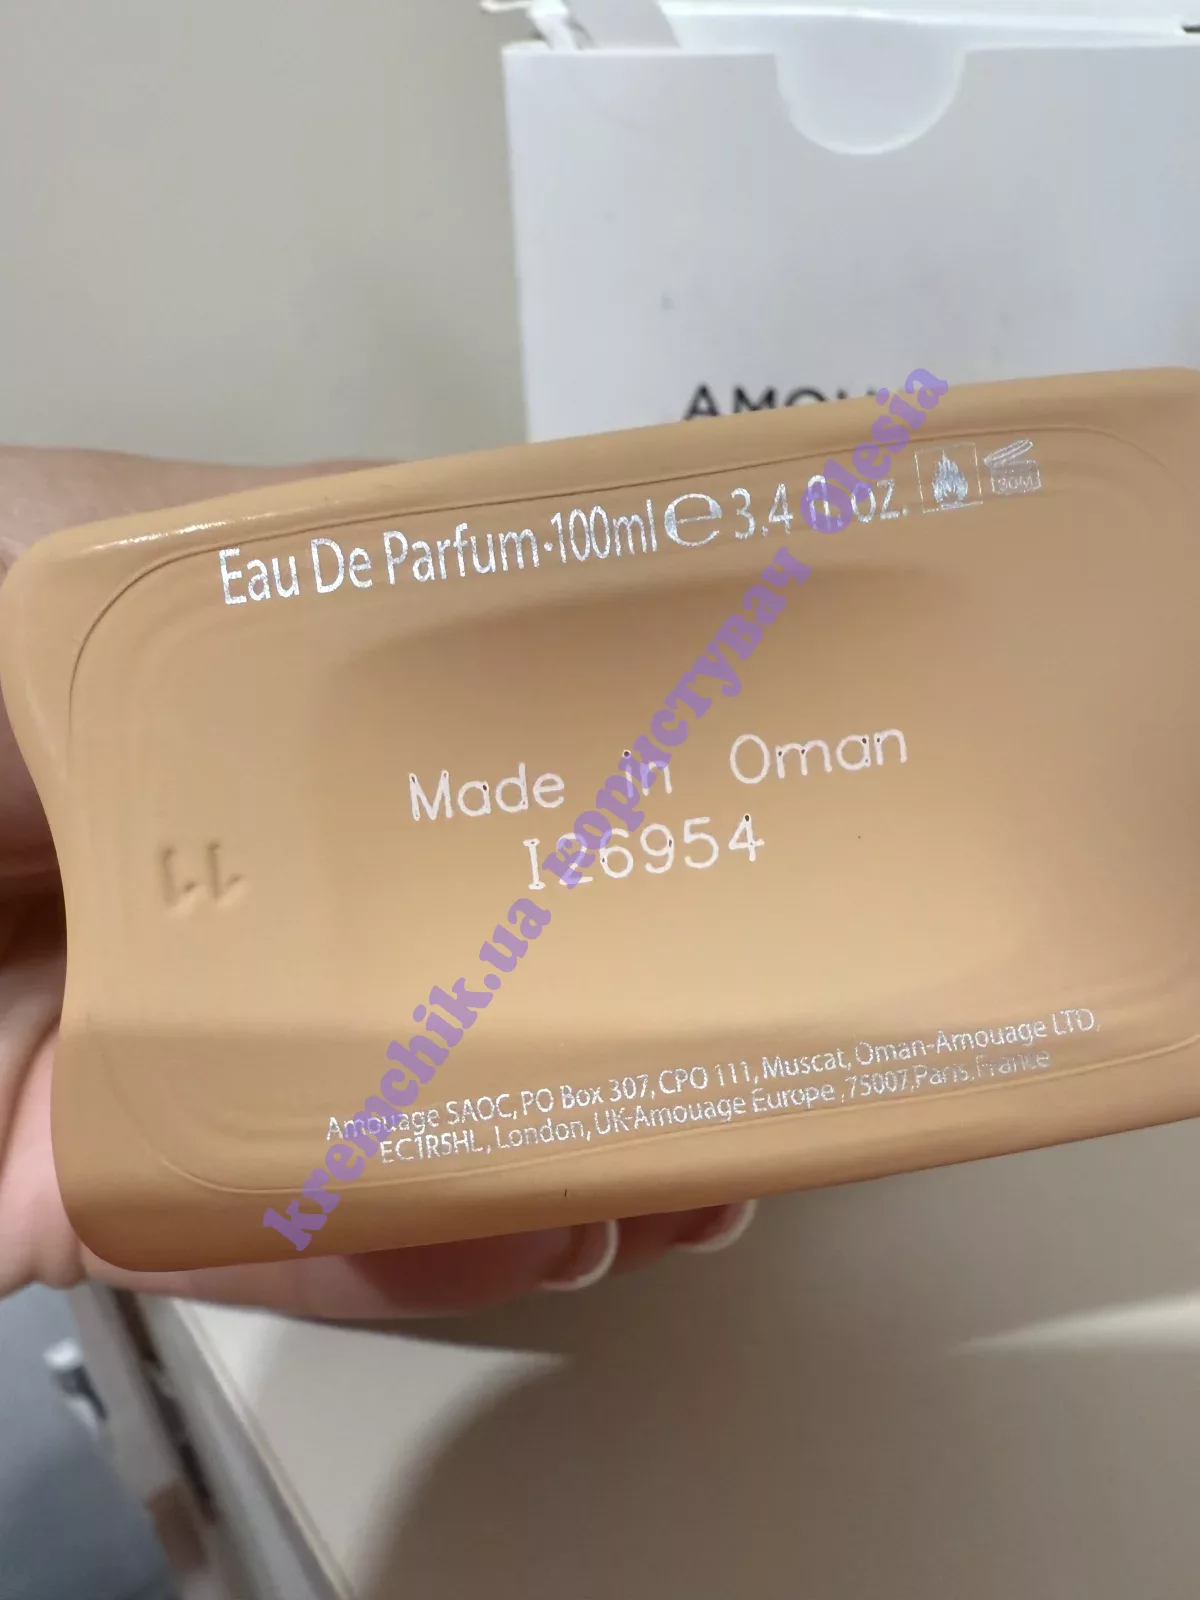 AMOU
Eau De Parfum·100ml ℮ 3.4 fl.oz.
30M
Made in Oman
I26954
11
Amouage SAOC, PO Box 307, CPO 111, Muscat, Oman-Amouage LTD,
EC1R5HL, London, UK-Amouage Europe ,75007,Paris,France
kremchik.ua користувач Olesia